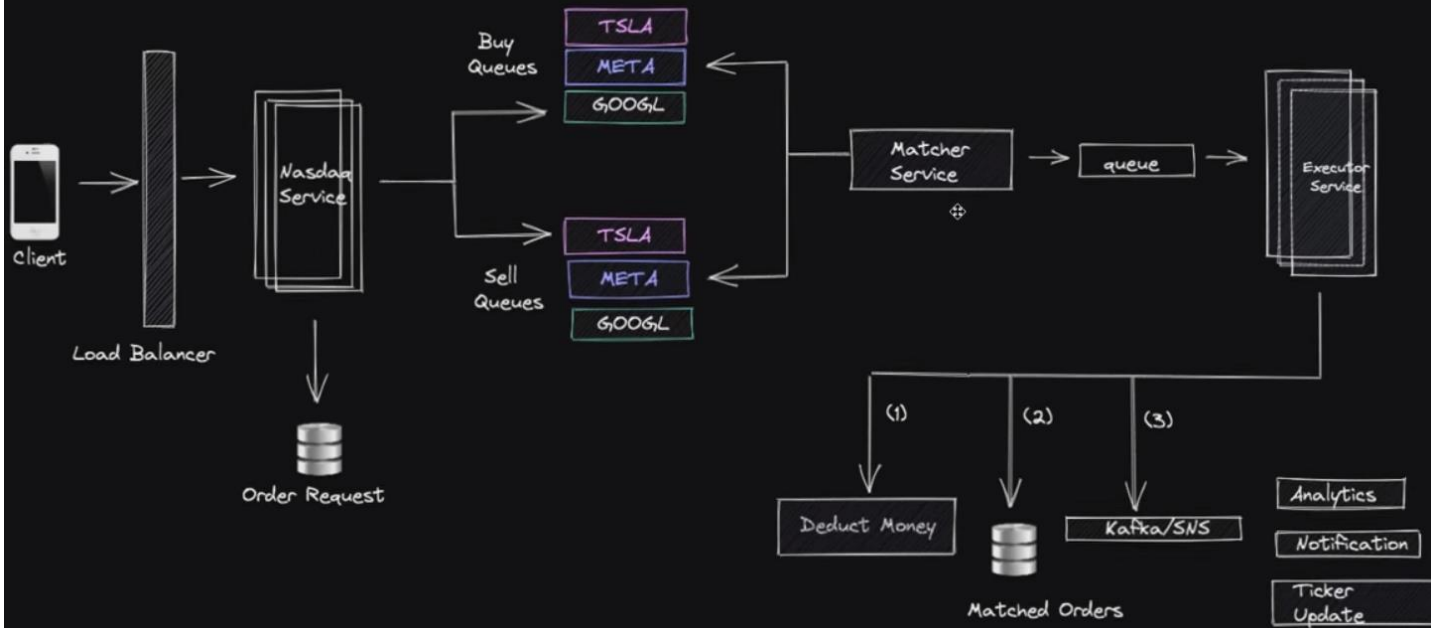 Client
Load Balancer
Nasdaq
Service
Order Request
Buy
Queues
TSLA
META
GOOGL
Sell
Queues
TSLA
META
GOOGL
Matcher
Service
queue
Executor
Service
(1)
(2)
(3)
Deduct Money
Matched Orders
Kafka/SNS
Analytics
Notification
Ticker
Update